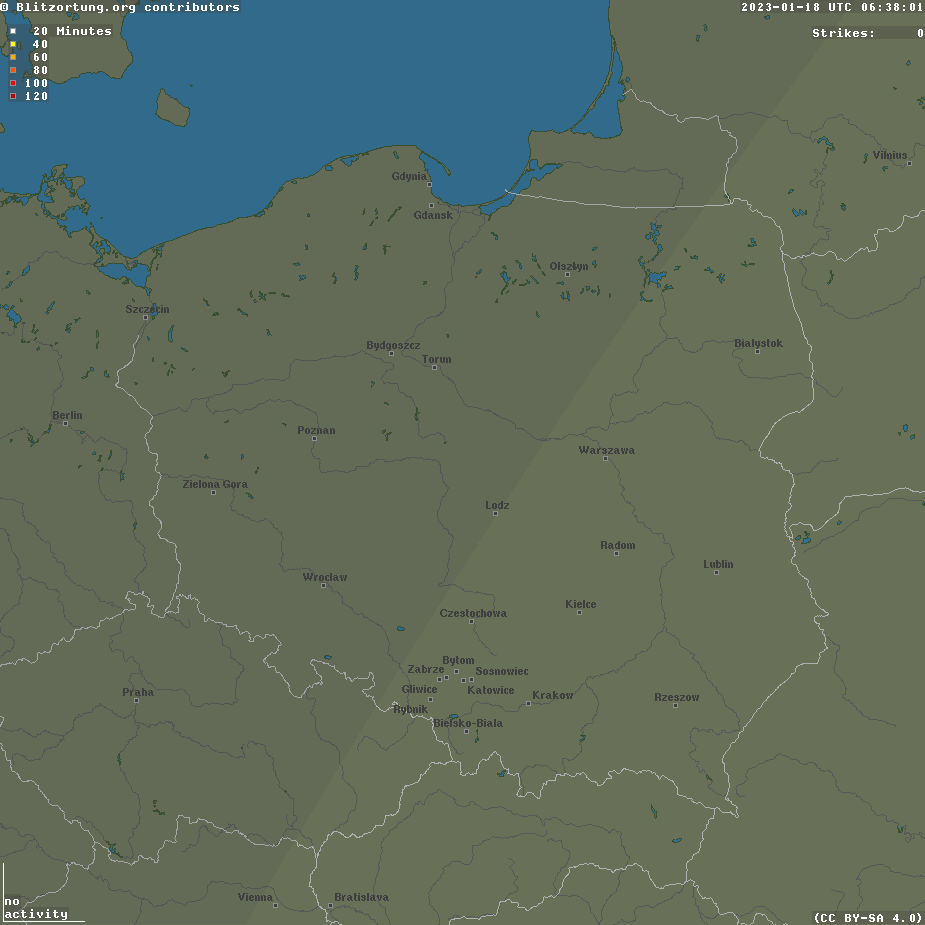 © Blitzortung.org contributors
2023-01-18 UTC 06:38:01
20 Minutes
Strikes: 0
40
60
80
100
120
Vilnius
Gdynia
Gdansk
Olsztyn
Szczecin
Bialystok
Bydgoszcz
Torun
Berlin
Poznan
Warszawa
Zielona Gora
Lodz
Radom
Lublin
Wroclaw
Kielce
Czestochowa
Bytom
Zabrze
Sosnowiec
Gliwice
Katowice
Praha
Krakow
Rzeszow
Rybnik
Bielsko-Biala
Vienna
Bratislava
no
activity
(CC BY-SA 4.0)